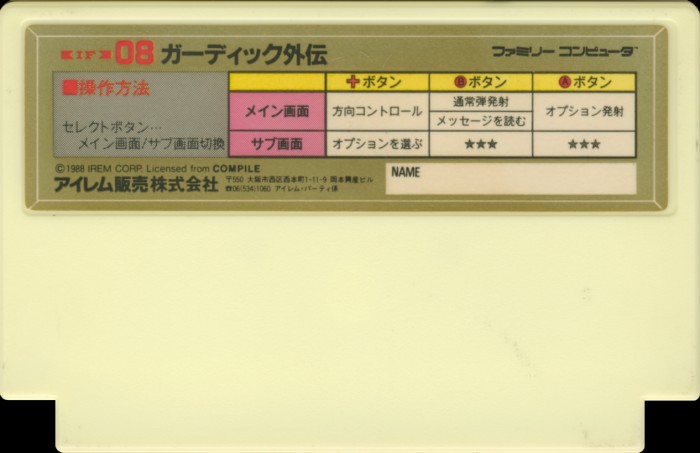 IF 08 ガーディック外伝
ファミリー コンピュータ
■操作方法
セレクトボタン…
メイン画面/サブ画面切換
✚ボタン Ⓑボタン Ⓐボタン
メイン画面 方向コントロール 通常弾発射 オプション発射
メッセージを読む
サブ画面 オプションを選ぶ ★★★ ★★★
©1988 IREM CORP. Licensed from COMPILE
アイレム販売株式会社
〒550 大阪市西区西本町1-11-9 岡本興産ビル
☎06(534)1060 アイレム・パーティ係
NAME